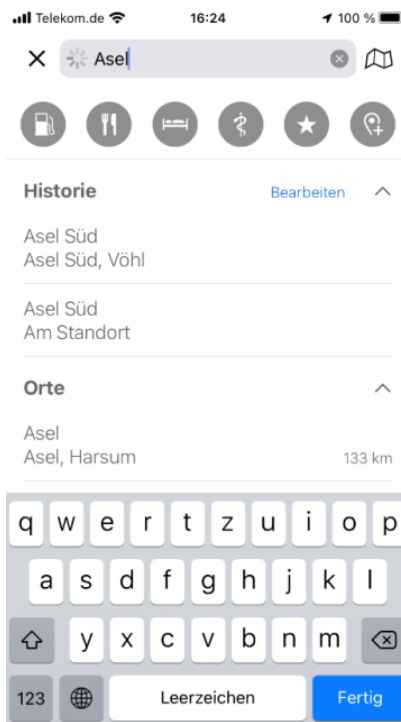 Telekom.de 16:24 100 %
Asel
Historie Bearbeiten
Asel Süd
Asel Süd, Vöhl
Asel Süd
Am Standort
Orte
Asel
Asel, Harsum 133 km
q w e r t z u i o p
a s d f g h j k l
y x c v b n m
123 Leerzeichen Fertig